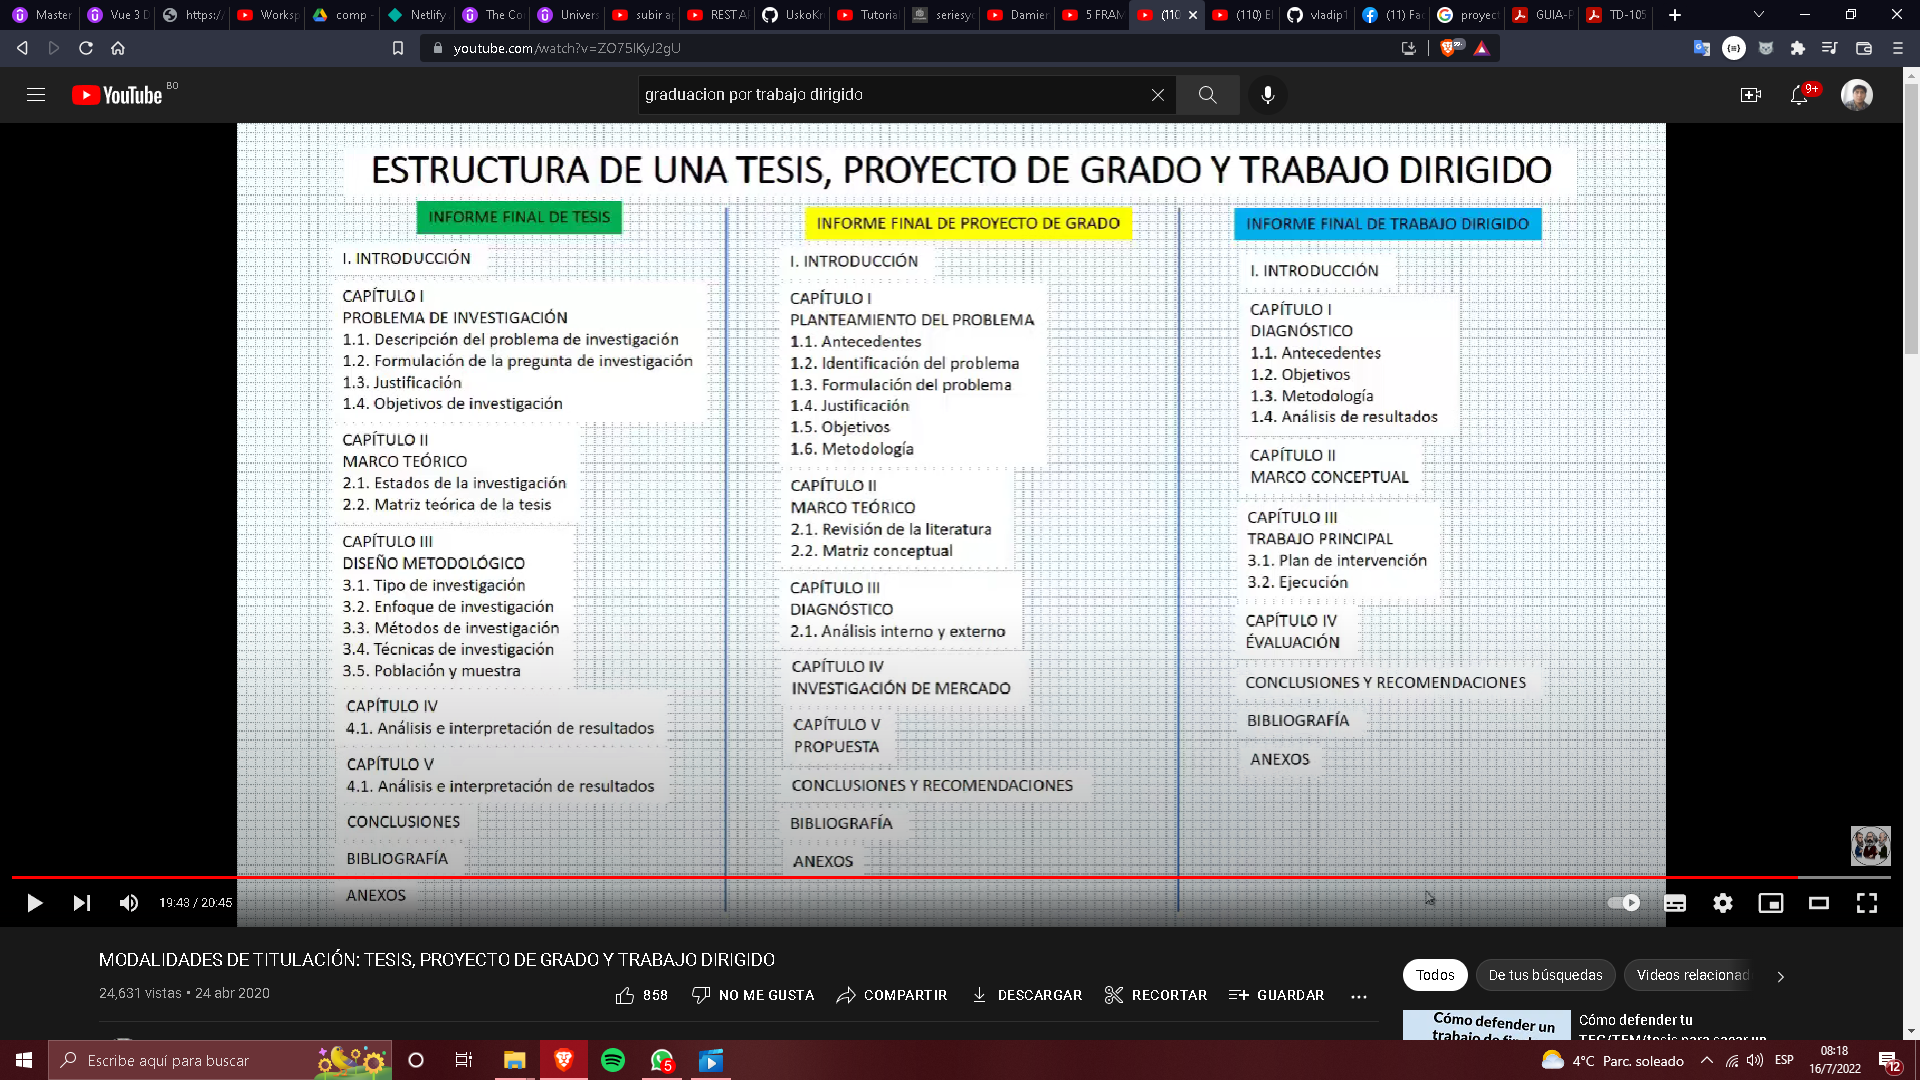 Master
Vue 3 D
https:/
Worksp
comp -
Netlify
The Co
Univers
subir ap
REST AP
UskoKr
Tutoria
seriesyo
Damier
5 FRAM
(110
(110) El
vladip1
(11) Fac
proyect
GUIA-P
TD-105
youtube.com/watch?v=ZO75IKyJ2gU
YouTube BO
graduacion por trabajo dirigido
9+
ESTRUCTURA DE UNA TESIS, PROYECTO DE GRADO Y TRABAJO DIRIGIDO
INFORME FINAL DE TESIS
I. INTRODUCCIÓN
CAPÍTULO I
PROBLEMA DE INVESTIGACIÓN
1.1. Descripción del problema de investigación
1.2. Formulación de la pregunta de investigación
1.3. Justificación
1.4. Objetivos de investigación
CAPÍTULO II
MARCO TEÓRICO
2.1. Estados de la investigación
2.2. Matriz teórica de la tesis
CAPÍTULO III
DISEÑO METODOLÓGICO
3.1. Tipo de investigación
3.2. Enfoque de investigación
3.3. Métodos de investigación
3.4. Técnicas de investigación
3.5. Población y muestra
CAPÍTULO IV
4.1. Análisis e interpretación de resultados
CAPÍTULO V
4.1. Análisis e interpretación de resultados
CONCLUSIONES
BIBLIOGRAFÍA
ANEXOS
INFORME FINAL DE PROYECTO DE GRADO
I. INTRODUCCIÓN
CAPÍTULO I
PLANTEAMIENTO DEL PROBLEMA
1.1. Antecedentes
1.2. Identificación del problema
1.3. Formulación del problema
1.4. Justificación
1.5. Objetivos
1.6. Metodología
CAPÍTULO II
MARCO TEÓRICO
2.1. Revisión de la literatura
2.2. Matriz conceptual
CAPÍTULO III
DIAGNÓSTICO
2.1. Análisis interno y externo
CAPÍTULO IV
INVESTIGACIÓN DE MERCADO
CAPÍTULO V
PROPUESTA
CONCLUSIONES Y RECOMENDACIONES
BIBLIOGRAFÍA
ANEXOS
INFORME FINAL DE TRABAJO DIRIGIDO
I. INTRODUCCIÓN
CAPÍTULO I
DIAGNÓSTICO
1.1. Antecedentes
1.2. Objetivos
1.3. Metodología
1.4. Análisis de resultados
CAPÍTULO II
MARCO CONCEPTUAL
CAPÍTULO III
TRABAJO PRINCIPAL
3.1. Plan de intervención
3.2. Ejecución
CAPÍTULO IV
ÉVALUACIÓN
CONCLUSIONES Y RECOMENDACIONES
BIBLIOGRAFÍA
ANEXOS
19:43 / 20:45
MODALIDADES DE TITULACIÓN: TESIS, PROYECTO DE GRADO Y TRABAJO DIRIGIDO
24,631 vistas • 24 abr 2020
858 NO ME GUSTA COMPARTIR DESCARGAR RECORTAR GUARDAR
Todos De tus búsquedas Videos relacionad
Cómo defender un
trabajo de
Cómo defender tu
Escribe aquí para buscar
5
4°C Parc. soleado
ESP
08:18
16/7/2022
12